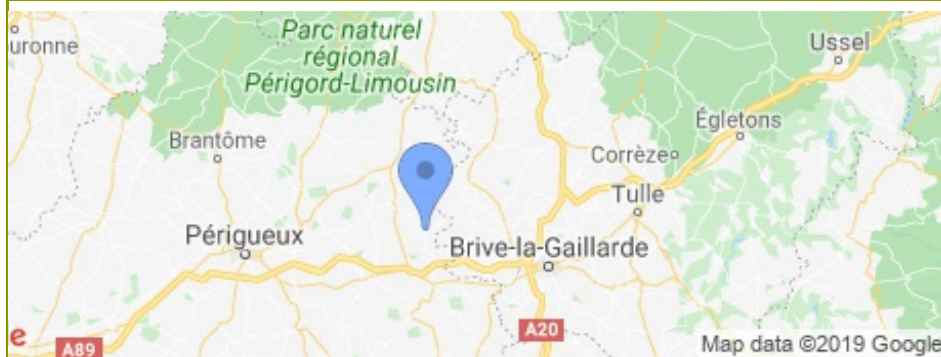 Parc naturel
régional
Périgord-Limousin
uronne
Ussel
Brantôme
Égletons
Corrèze
Tulle
Périgueux
Brive-la-Gaillarde
A20
A89
e
Map data ©2019 Google